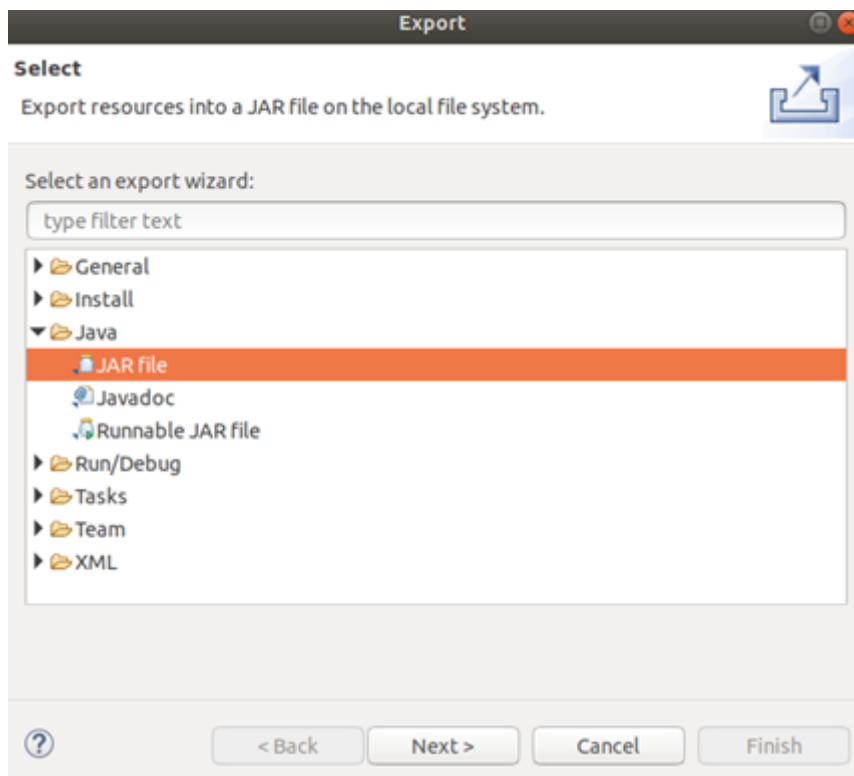 Export
Select
Export resources into a JAR file on the local file system.
Select an export wizard:
type filter text
General
Install
Java
JAR file
Javadoc
Runnable JAR file
Run/Debug
Tasks
Team
XML
? < Back Next > Cancel Finish